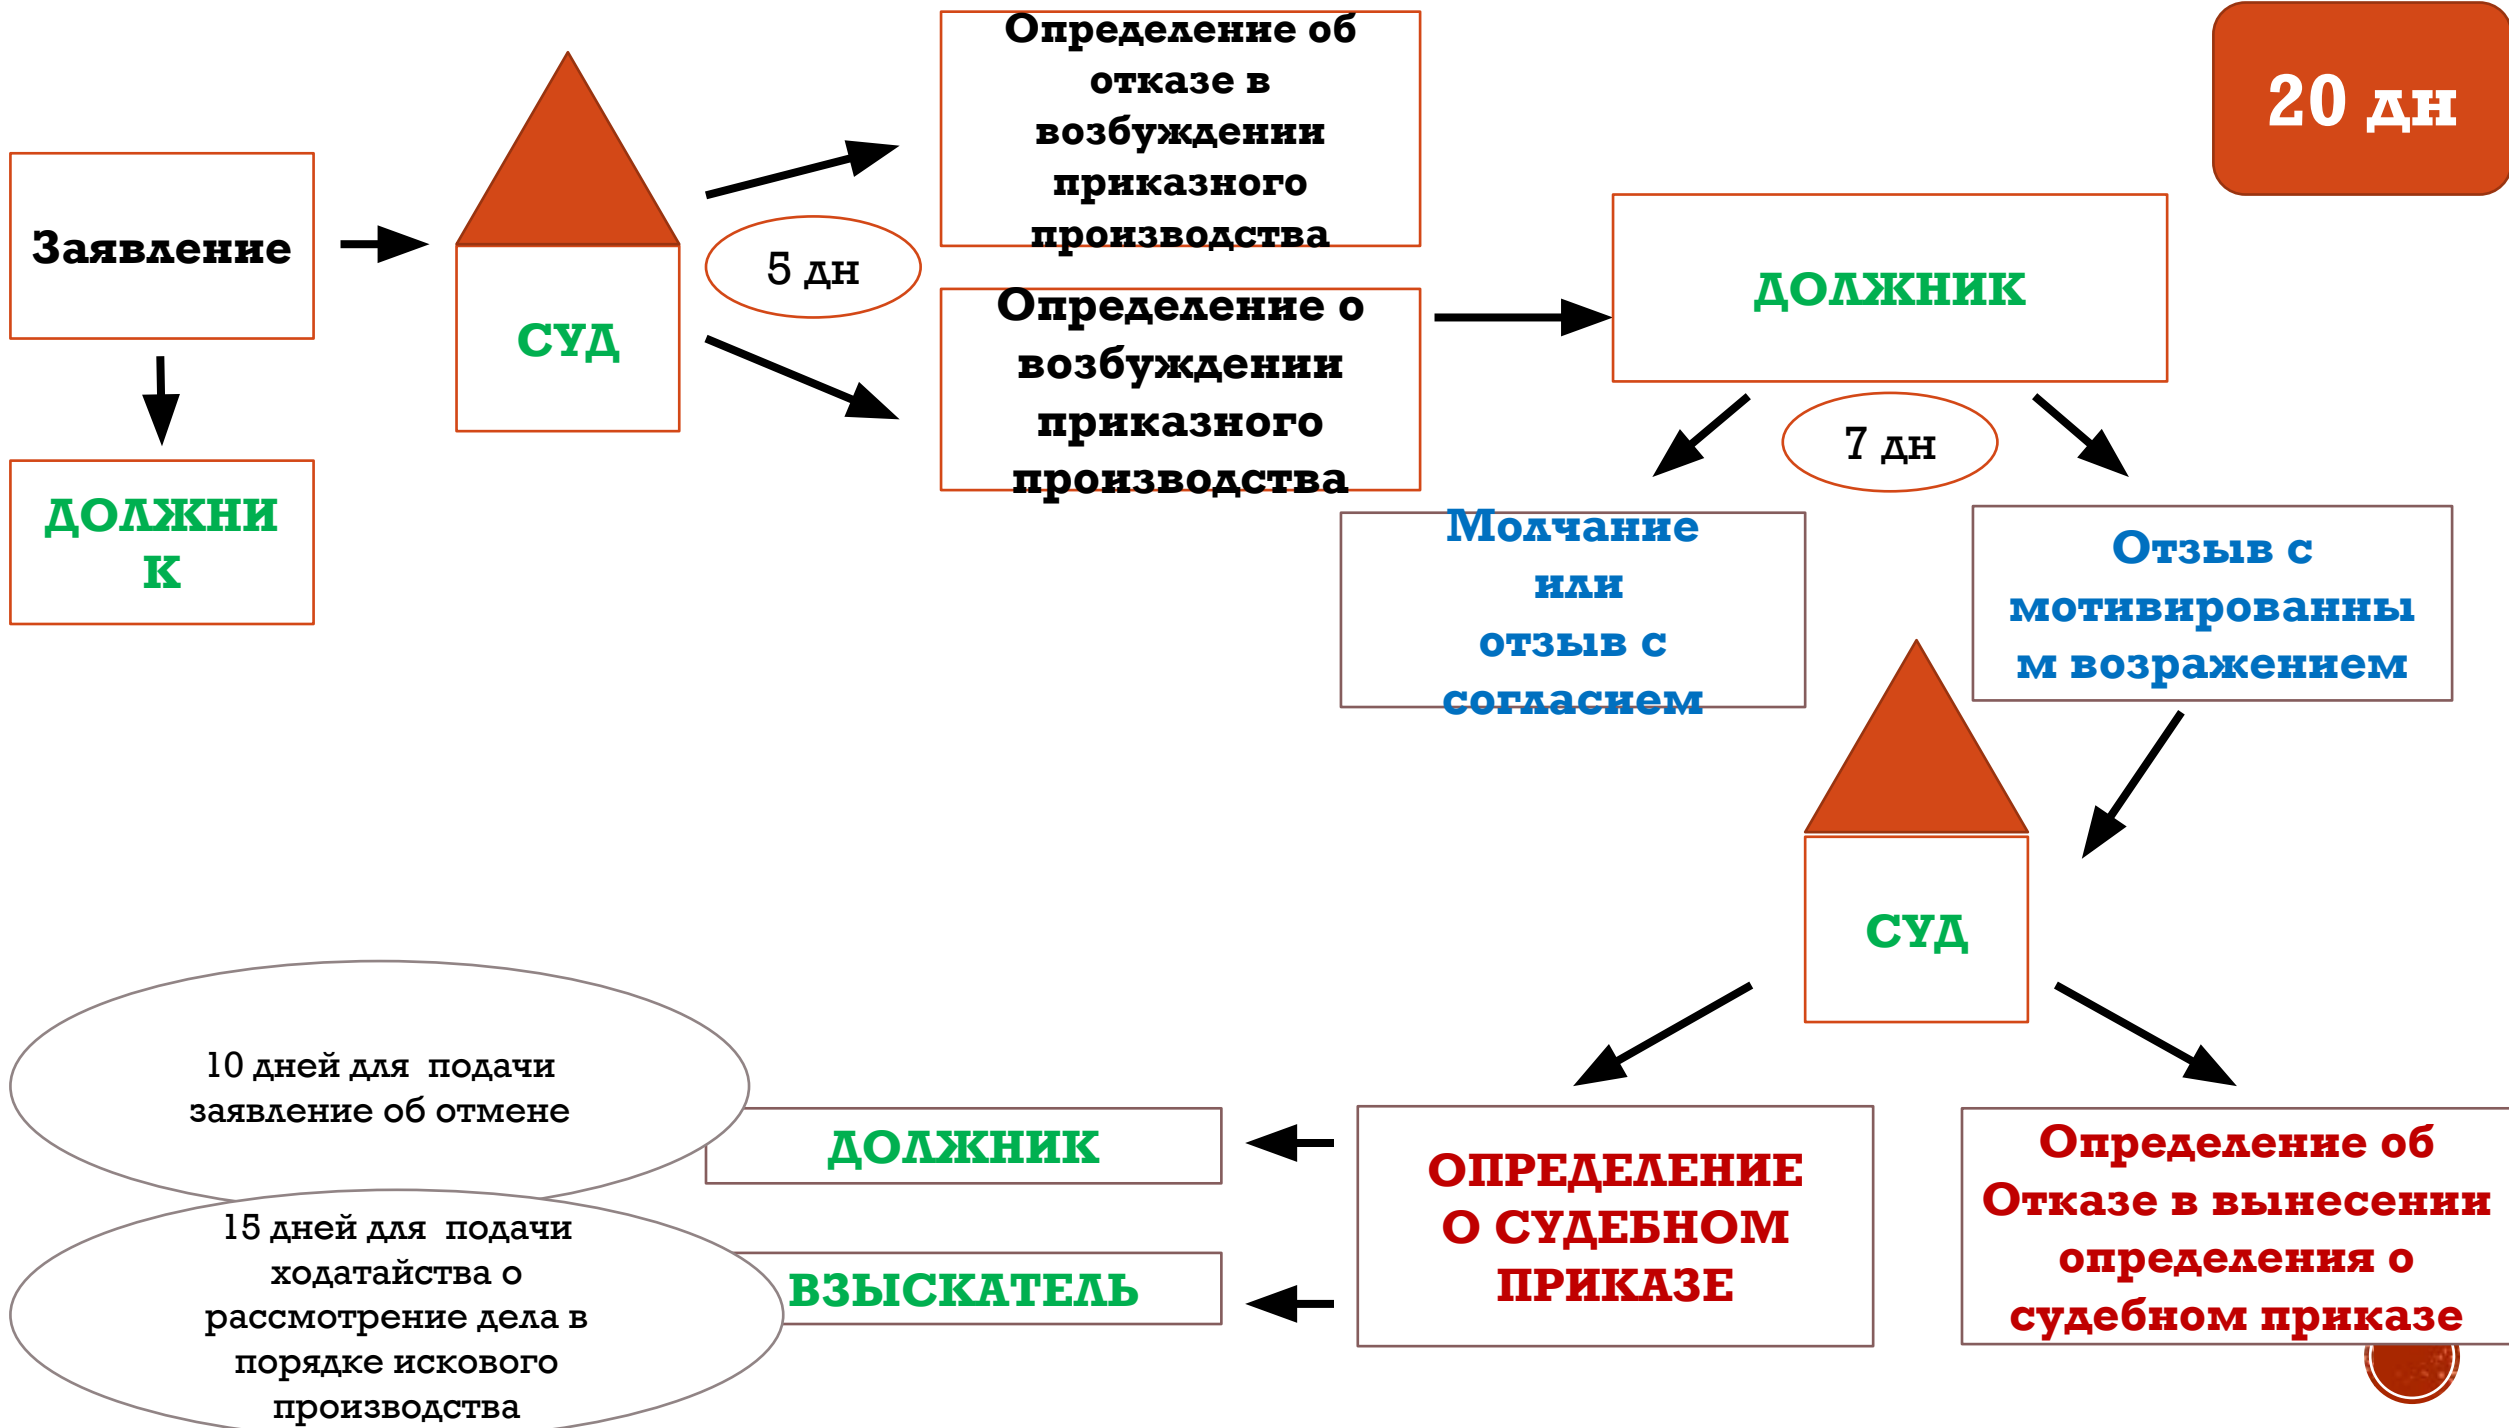 Определение об
отказе в
возбуждении
приказного
производства
20 дн
Заявление
СУД
5 дн
ДОЛЖНИК
Определение о
возбуждении
приказного
производства
7 дн
ДОЛЖНИ
К
Молчание
или
отзыв с
согласием
Отзыв с
мотивированны
м возражением
СУД
10 дней для  подачи
заявление об отмене
ДОЛЖНИК
ОПРЕДЕЛЕНИЕ
О СУДЕБНОМ
ПРИКАЗЕ
Определение об
Отказе в вынесении
определения о
судебном приказе
15 дней для  подачи
ходатайства о
рассмотрение дела в
порядке искового
производства
ВЗЫСКАТЕЛЬ